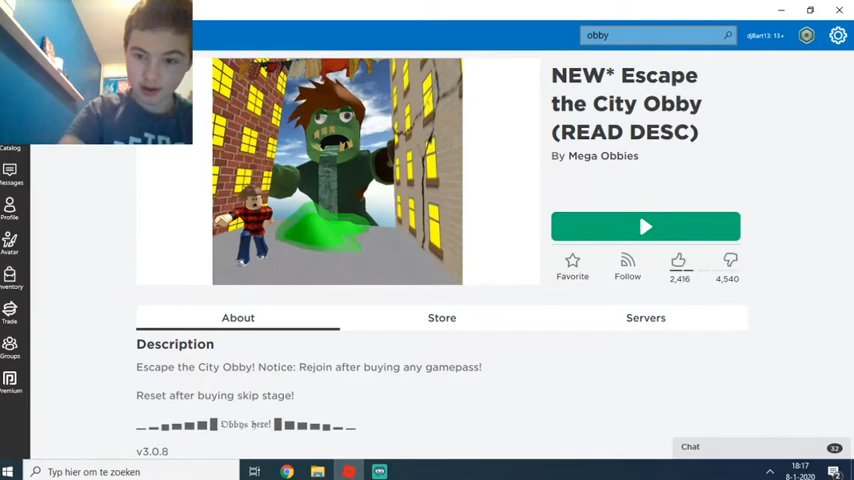 obby
djBart13: 13+
NEW* Escape
the City Obby
(READ DESC)
By Mega Obbies
Favorite
Follow
2,416
4,540
Catalog
Messages
Profile
Avatar
Inventory
Trade
Groups
Premium
About
Store
Servers
Description
Escape the City Obby! Notice: Rejoin after buying any gamepass!
Reset after buying skip stage!
▁ ▂ ▄ ▅ ▆ █ 𝔒𝔟𝔟𝔶𝔰 𝔥𝔢𝔯𝔢! █ ▆ ▅ ▄ ▂ ▁
v3.0.8
Chat
32
Typ hier om te zoeken
18:17
8-1-2020
2